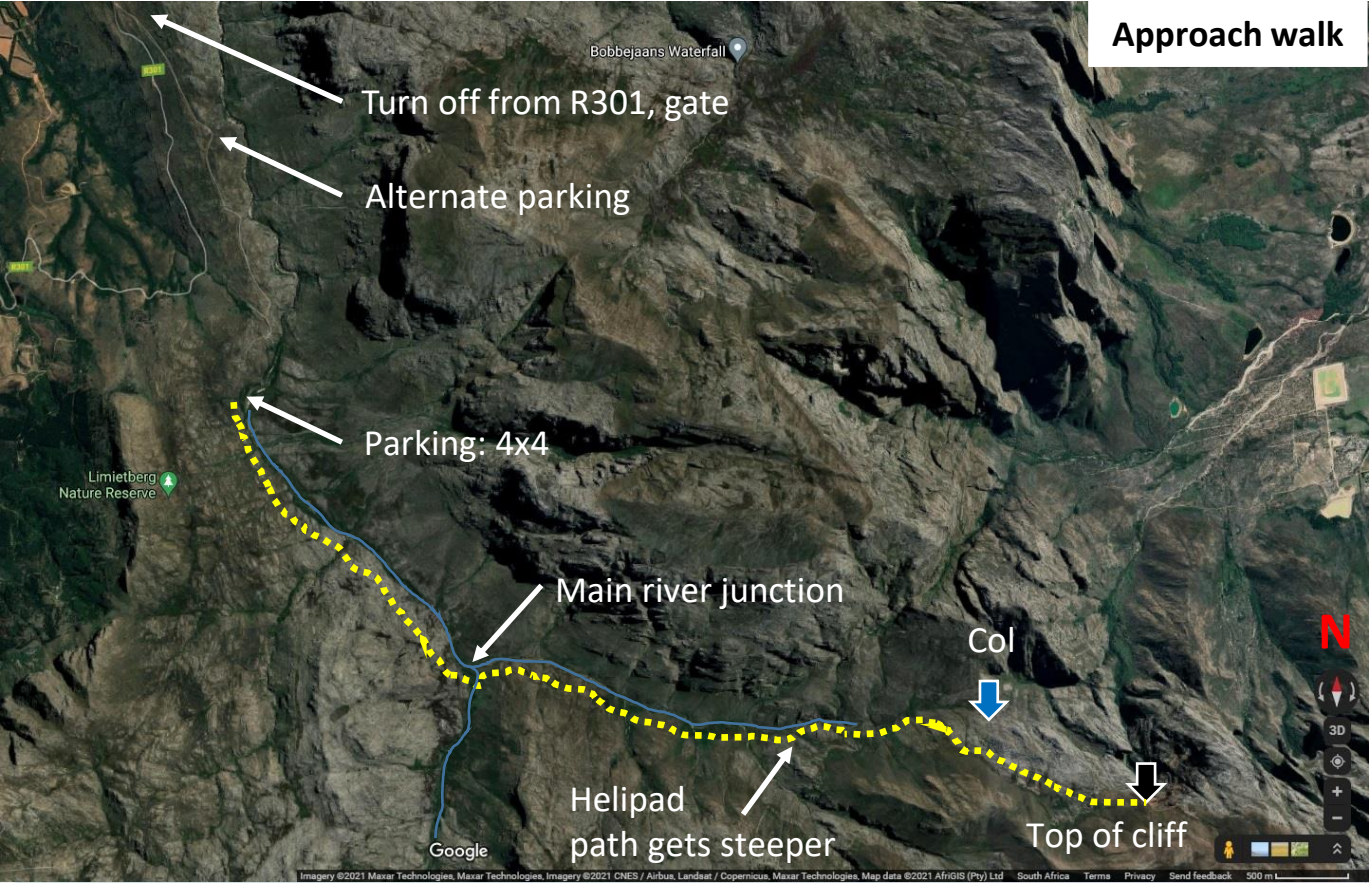 Approach walk
Bobbejaans Waterfall
R301
Turn off from R301, gate
Alternate parking
R301
Parking: 4x4
Limietberg
Nature Reserve
Main river junction
Col
N
3D
Helipad
path gets steeper
Top of cliff
Google
Imagery ©2021 Maxar Technologies, Maxar Technologies, Imagery ©2021 CNES / Airbus, Landsat / Copernicus, Maxar Technologies, Map data ©2021 AfriGIS (Pty) Ltd South Africa Terms Privacy Send feedback 500 m